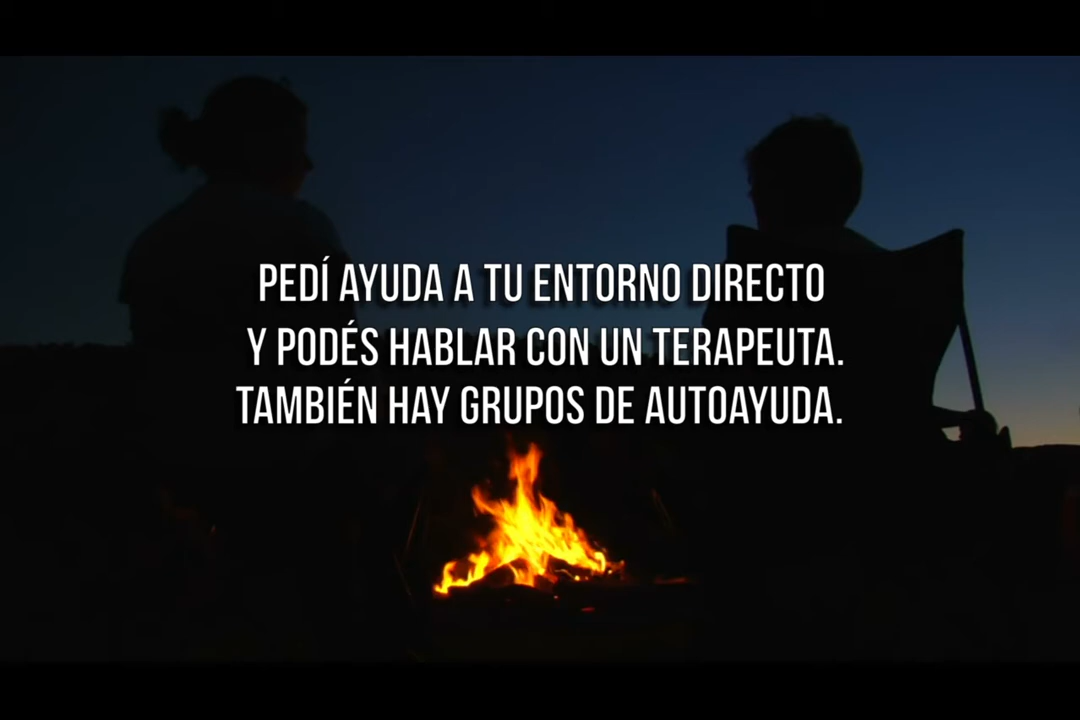 PEDÍ AYUDA A TU ENTORNO DIRECTO
Y PODÉS HABLAR CON UN TERAPEUTA.
TAMBIÉN HAY GRUPOS DE AUTOAYUDA.